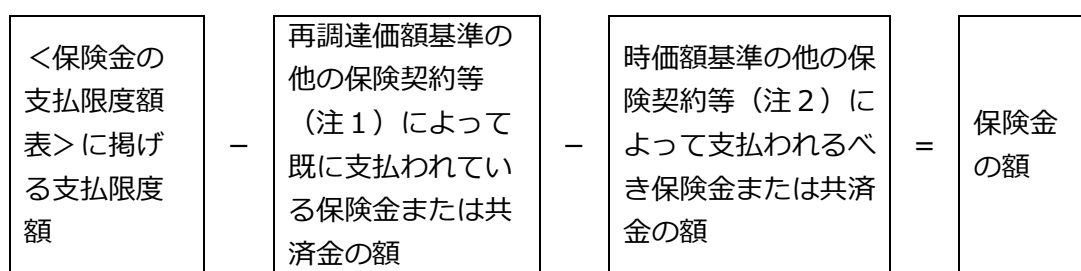 ＜保険金の
支払限度額
表＞に掲げ
る支払限度
額
－
再調達価額基準の
他の保険契約等
（注１）によって
既に支払われてい
る保険金または共
済金の額
－
時価額基準の他の保
険契約等（注２）に
よって支払われるべ
き保険金または共済
金の額
＝
保険金
の額